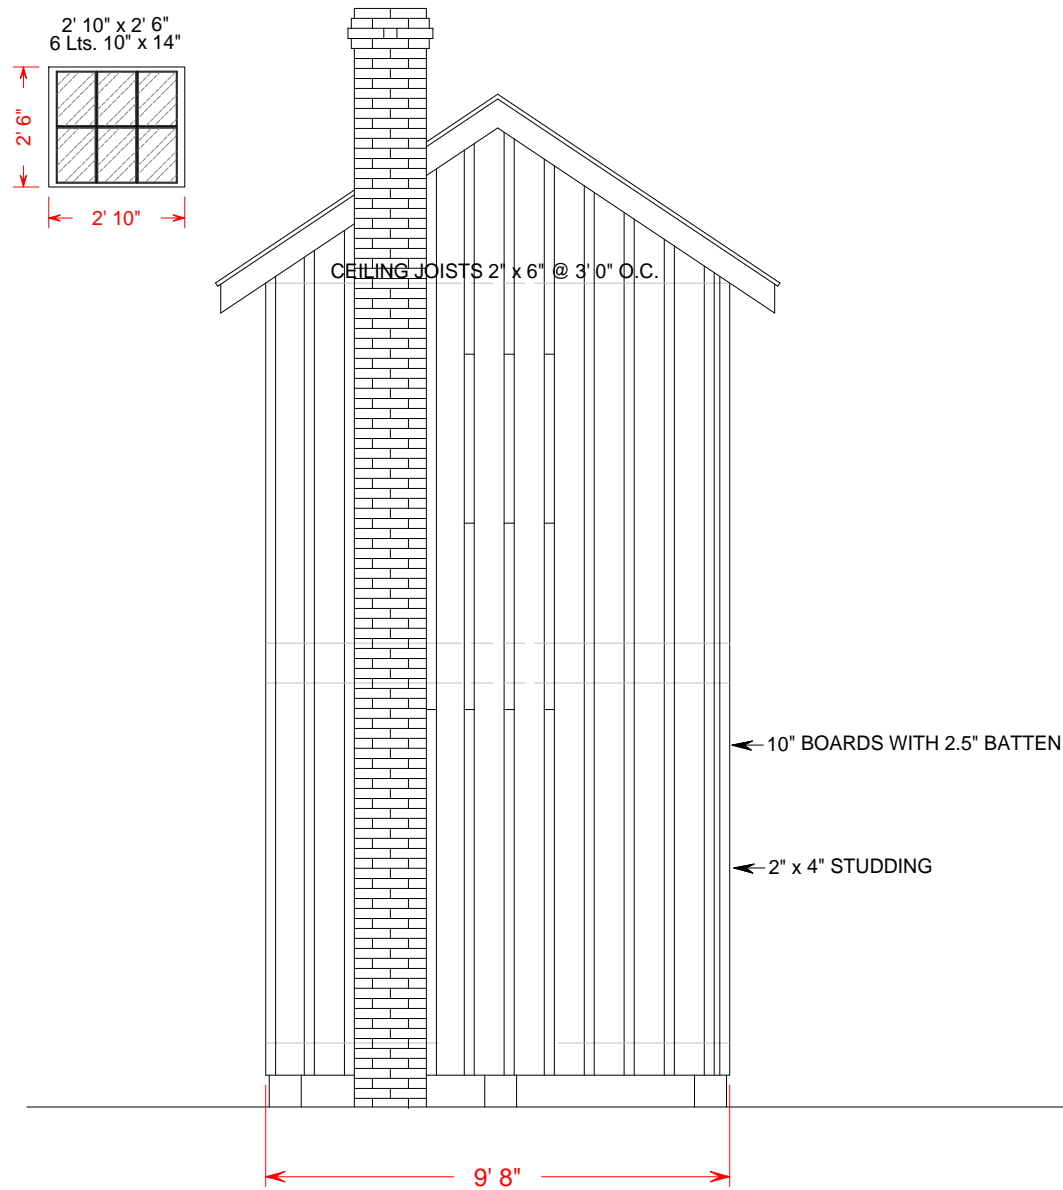 2' 10" x 2' 6"
6 Lts. 10" x 14"
2' 6"
2' 10"
CEILING JOISTS 2" x 6" @ 3' 0" O.C.
10" BOARDS WITH 2.5" BATTEN
2" x 4" STUDDING
9' 8"